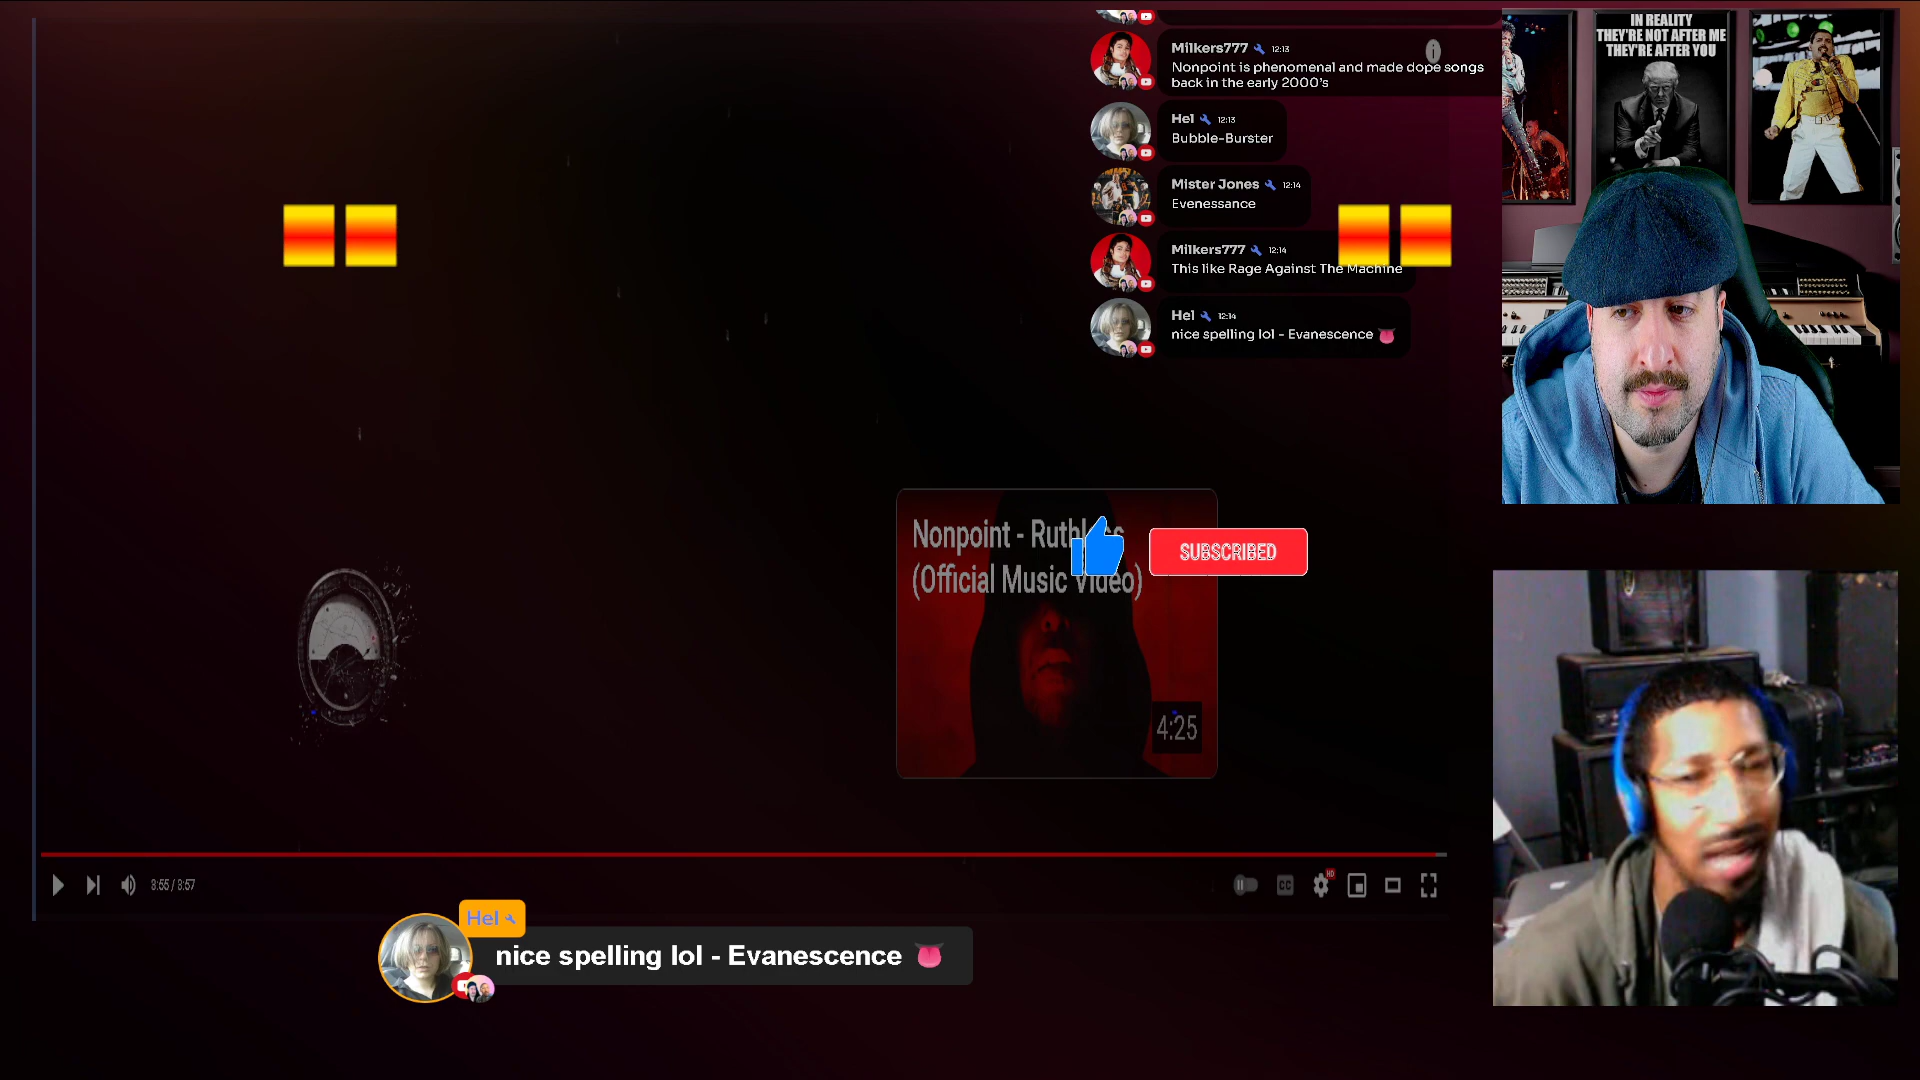 Milkers777 12:13
Nonpoint is phenomenal and made dope songs
back in the early 2000's
Hel 12:13
Bubble-Burster
Mister Jones 12:14
Evenessance
Milkers777 12:14
This like Rage Against The Machine
Hel 12:14
nice spelling lol - Evanescence
IN REALITY
THEY'RE NOT AFTER ME
THEY'RE AFTER YOU
Nonpoint - Ruthless
(Official Music Video)
SUBSCRIBED
4:25
3:55 / 3:57
CC
HD
Hel
nice spelling lol - Evanescence